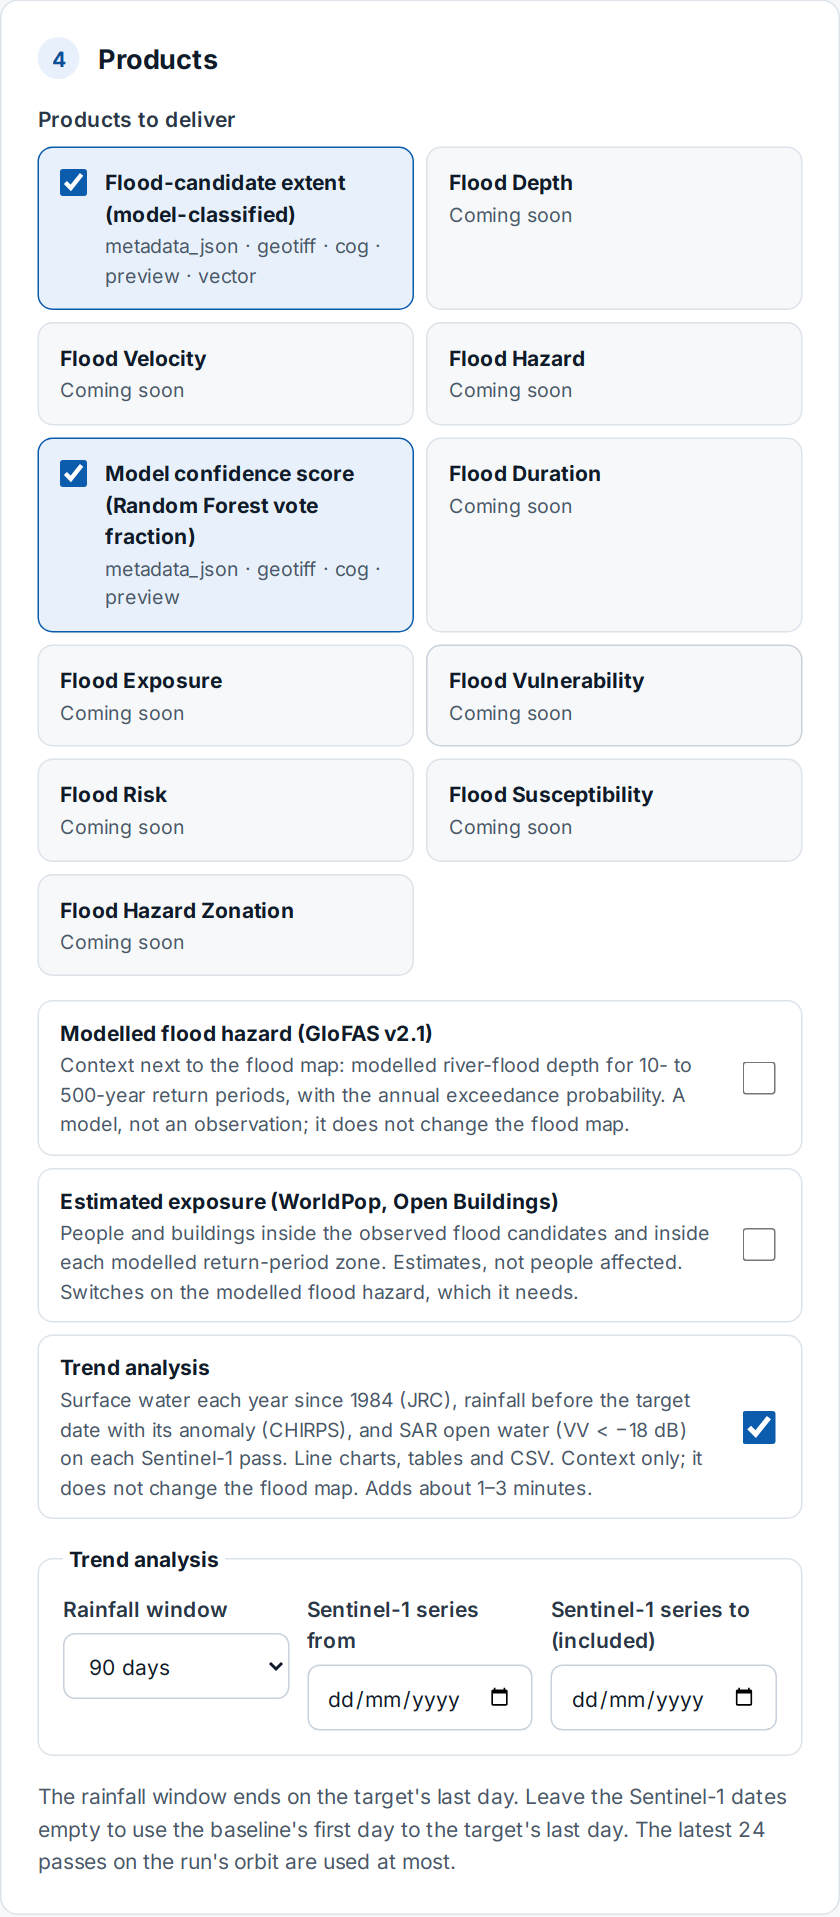 4 Products
Products to deliver
Flood-candidate extent
(model-classified)
metadata_json · geotiff · cog ·
preview · vector
Flood Depth
Coming soon
Flood Velocity
Coming soon
Flood Hazard
Coming soon
Model confidence score
(Random Forest vote
fraction)
metadata_json · geotiff · cog ·
preview
Flood Duration
Coming soon
Flood Exposure
Coming soon
Flood Vulnerability
Coming soon
Flood Risk
Coming soon
Flood Susceptibility
Coming soon
Flood Hazard Zonation
Coming soon
Modelled flood hazard (GloFAS v2.1)
Context next to the flood map: modelled river-flood depth for 10- to
500-year return periods, with the annual exceedance probability. A
model, not an observation; it does not change the flood map.
Estimated exposure (WorldPop, Open Buildings)
People and buildings inside the observed flood candidates and inside
each modelled return-period zone. Estimates, not people affected.
Switches on the modelled flood hazard, which it needs.
Trend analysis
Surface water each year since 1984 (JRC), rainfall before the target
date with its anomaly (CHIRPS), and SAR open water (VV < −18 dB)
on each Sentinel-1 pass. Line charts, tables and CSV. Context only; it
does not change the flood map. Adds about 1–3 minutes.
Trend analysis
Rainfall window
90 days
Sentinel-1 series
from
dd/mm/yyyy
Sentinel-1 series to
(included)
dd/mm/yyyy
The rainfall window ends on the target's last day. Leave the Sentinel-1 dates
empty to use the baseline's first day to the target's last day. The latest 24
passes on the run's orbit are used at most.